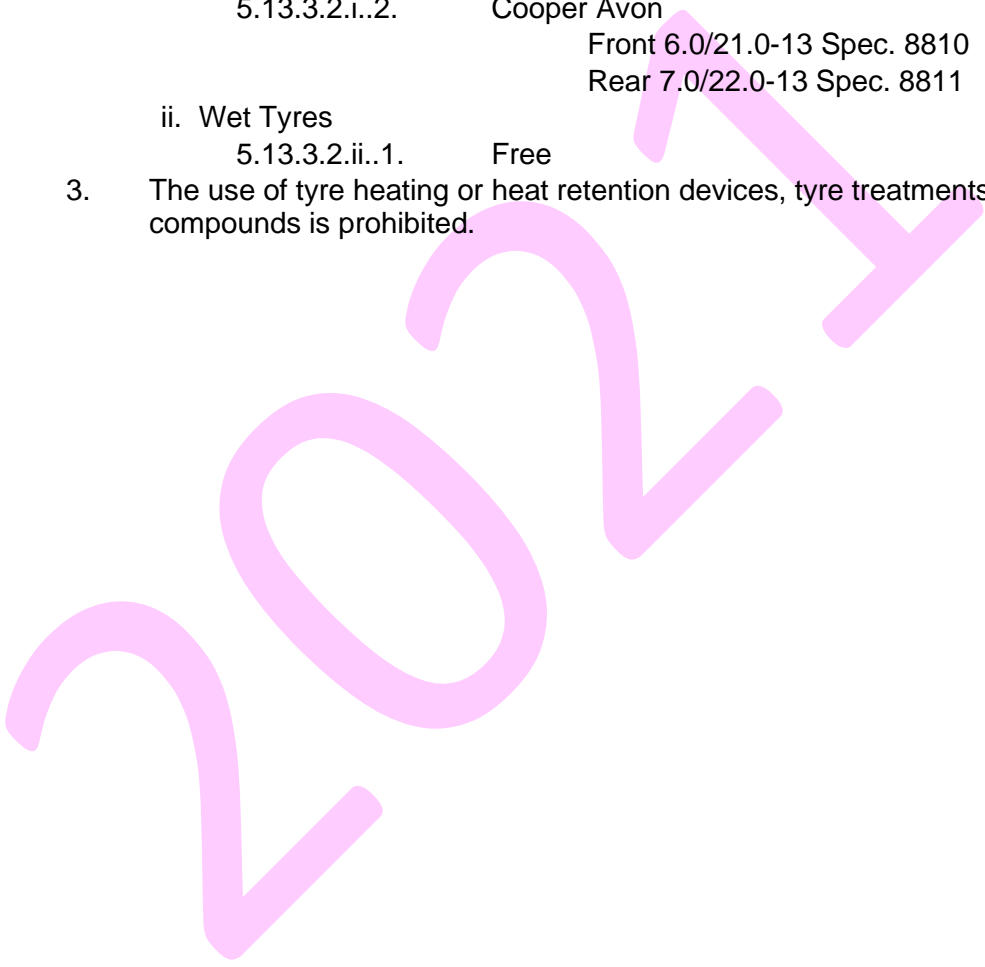 5.13.3.2.i..2. Cooper Avon
Front 6.0/21.0-13 Spec. 8810
Rear 7.0/22.0-13 Spec. 8811
ii. Wet Tyres
5.13.3.2.ii..1. Free
3. The use of tyre heating or heat retention devices, tyre treatments
compounds is prohibited.
2021